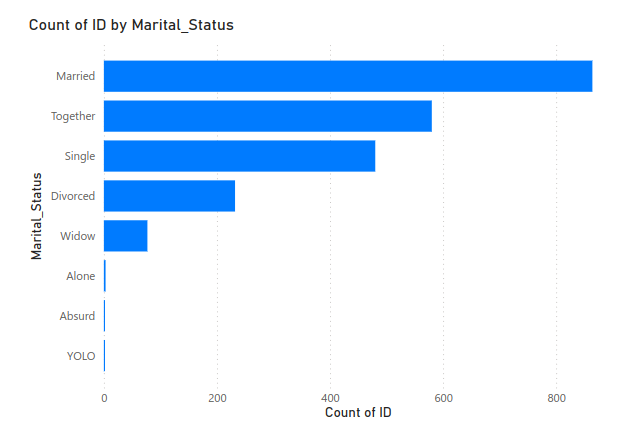 Count of ID by Marital_Status
Marital_Status
Married
Together
Single
Divorced
Widow
Alone
Absurd
YOLO
0 200 400 600 800
Count of ID